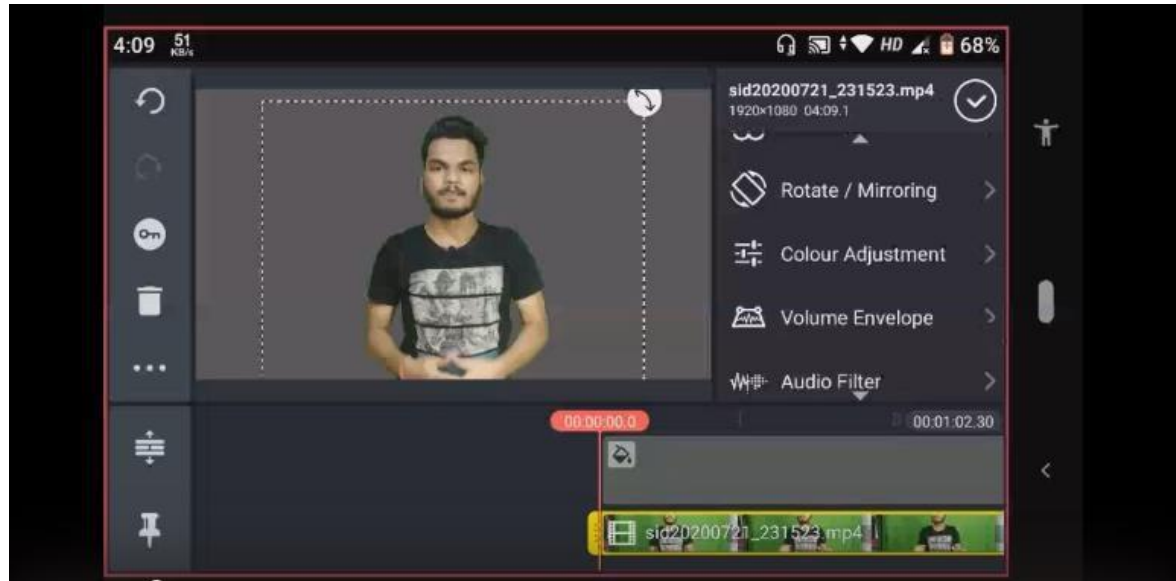 4:09 51 KB/s HD 68%
sid20200721_231523.mp4
1920×1080 04:09.1
Rotate / Mirroring
Colour Adjustment
Volume Envelope
Audio Filter
00:00:00.0 00:01:02.30
sid20200721_231523.mp4